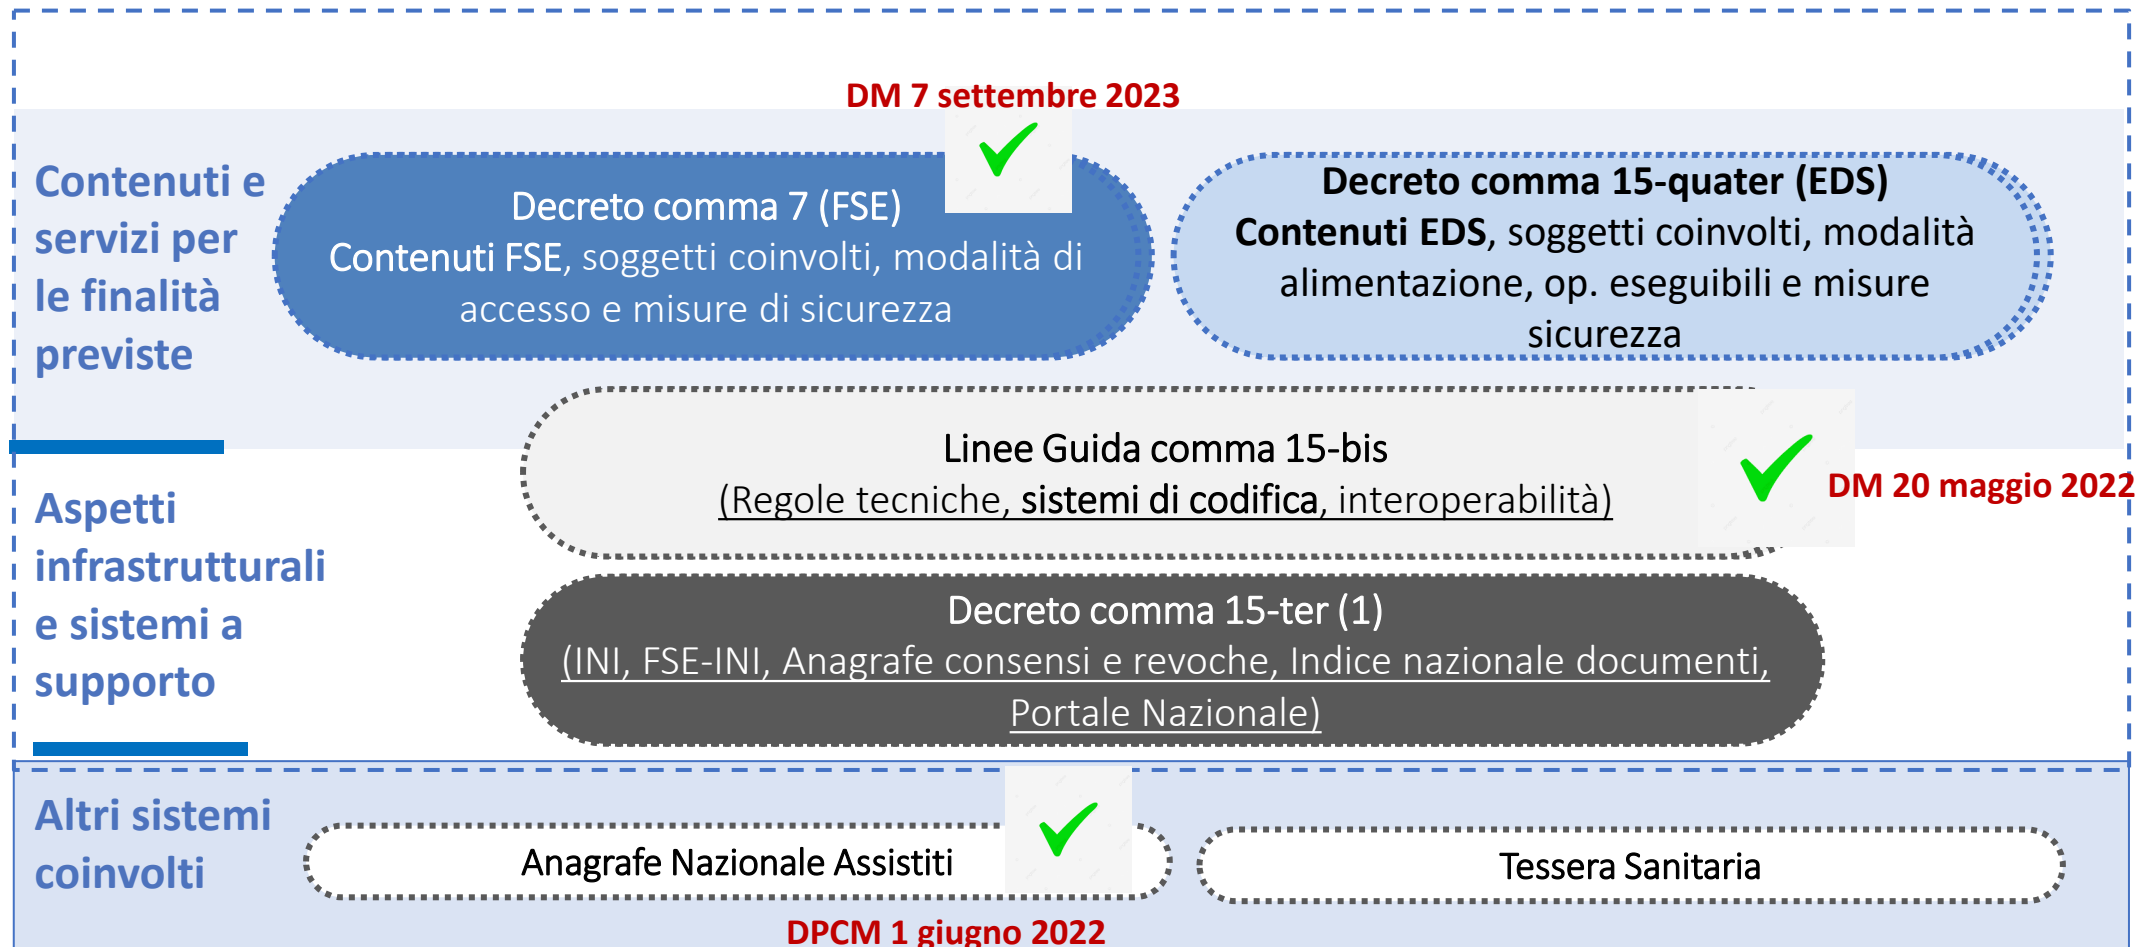 DM 7 settembre 2023
Contenuti e
servizi per
le finalità
previste
Decreto comma 7 (FSE)
Contenuti FSE, soggetti coinvolti, modalità di
accesso e misure di sicurezza
Decreto comma 15-quater (EDS)
Contenuti EDS, soggetti coinvolti, modalità
alimentazione, op. eseguibili e misure
sicurezza
Linee Guida comma 15-bis
(Regole tecniche, sistemi di codifica, interoperabilità)
DM 20 maggio 2022
Aspetti
infrastrutturali
e sistemi a
supporto
Decreto comma 15-ter (1)
(INI, FSE-INI, Anagrafe consensi e revoche, Indice nazionale documenti,
Portale Nazionale)
Altri sistemi
coinvolti
Anagrafe Nazionale Assistiti
Tessera Sanitaria
DPCM 1 giugno 2022